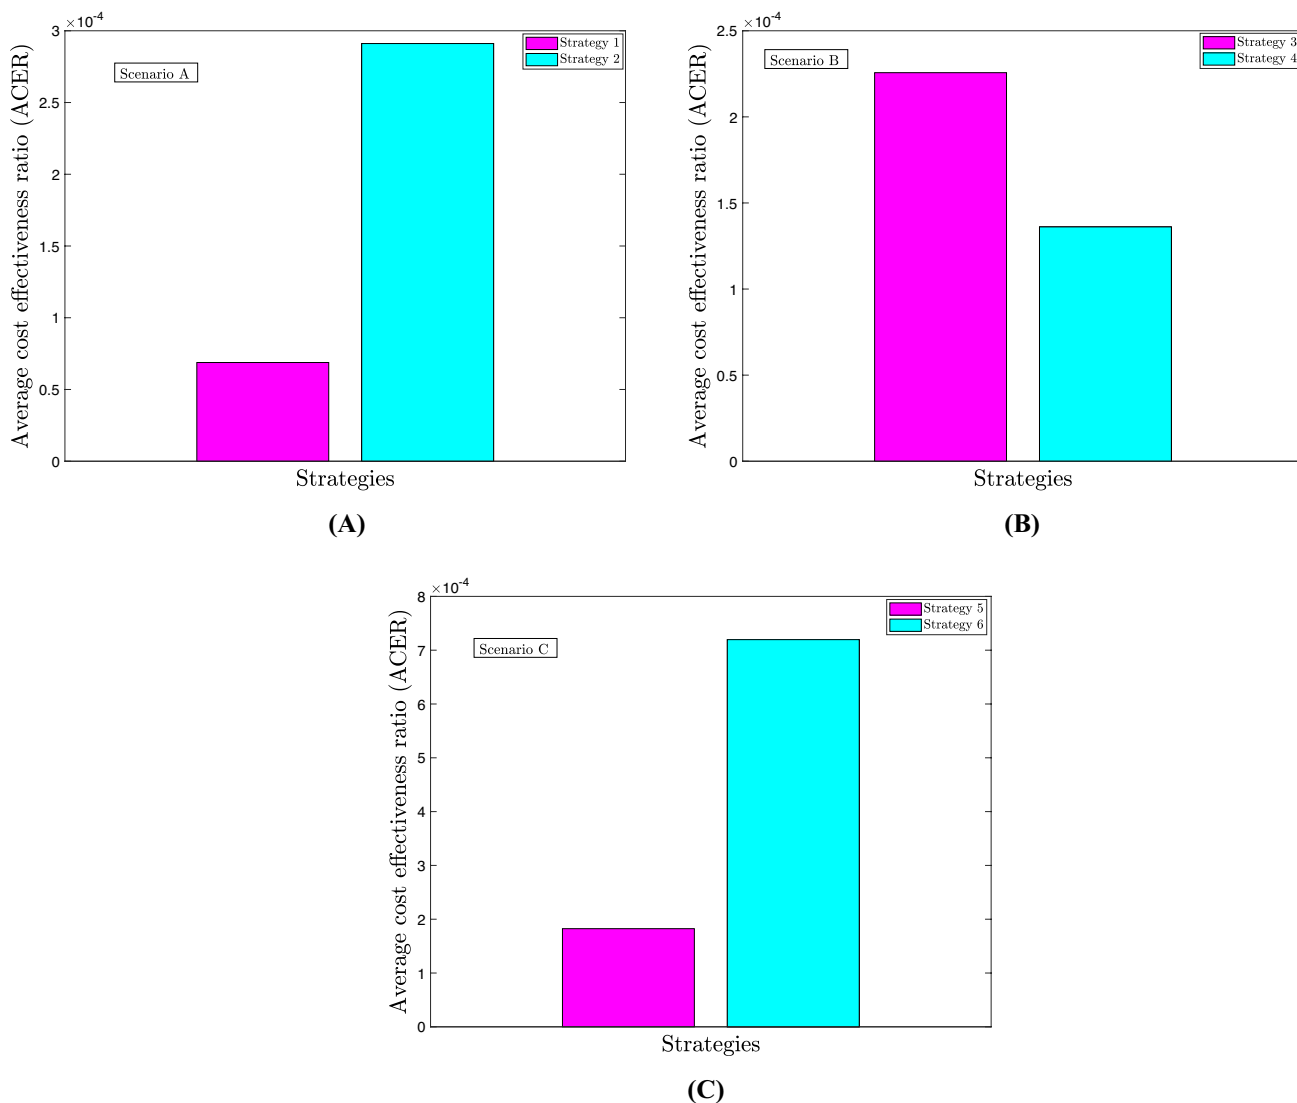 ×10-4
3
2.5
2
1.5
1
0.5
0
Average cost effectiveness ratio (ACER)
Scenario A
Strategy 1
Strategy 2
Strategies
(A)
×10-4
2.5
2
1.5
1
0.5
0
Average cost effectiveness ratio (ACER)
Scenario B
Strategy 3
Strategy 4
Strategies
(B)
×10-4
8
7
6
5
4
3
2
1
0
Average cost effectiveness ratio (ACER)
Scenario C
Strategy 5
Strategy 6
Strategies
(C)